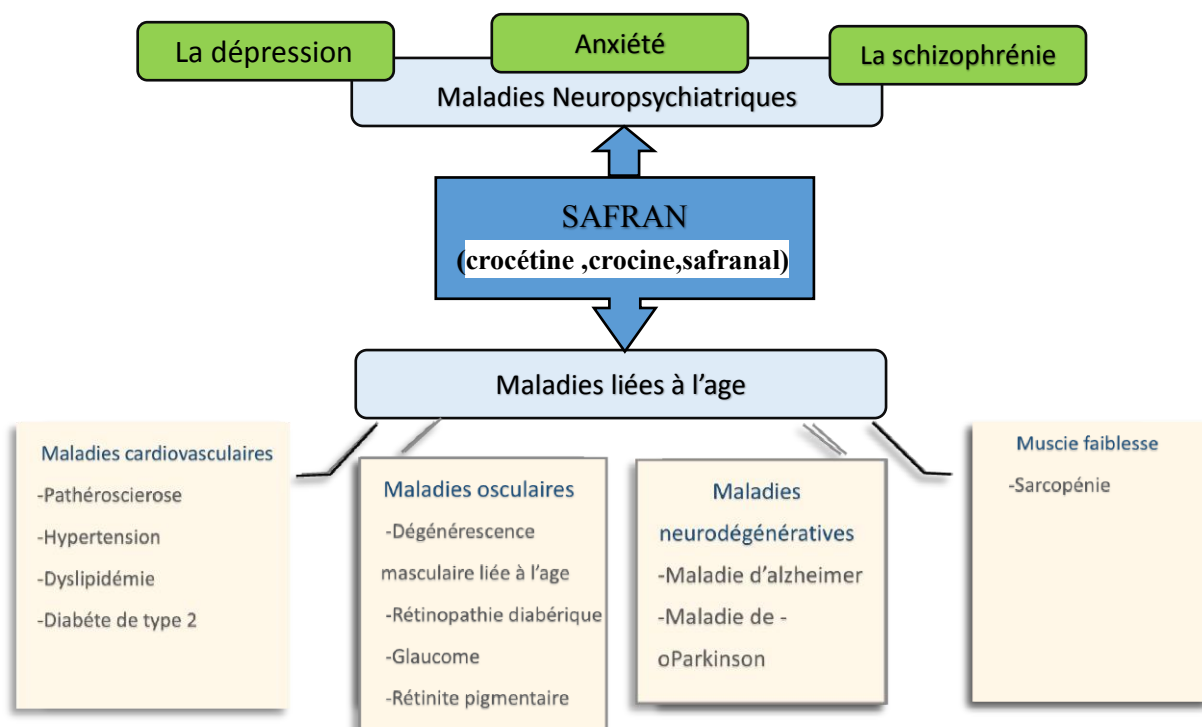 La dépression
Anxiété
La schizophrénie
Maladies Neuropsychiatriques
SAFRAN
(crocétine ,crocine,safranal)
Maladies liées à l'age
Maladies cardiovasculaires
-Pathéroscierose
-Hypertension
-Dyslipidémie
-Diabéte de type 2
Maladies osculaires
-Dégénérescence
masculaire liée à l'age
-Rétinopathie diabérique
-Glaucome
-Rétinite pigmentaire
Maladies
neurodégénératives
-Maladie d'alzheimer
-Maladie de -
oParkinson
Muscie faiblesse
-Sarcopénie